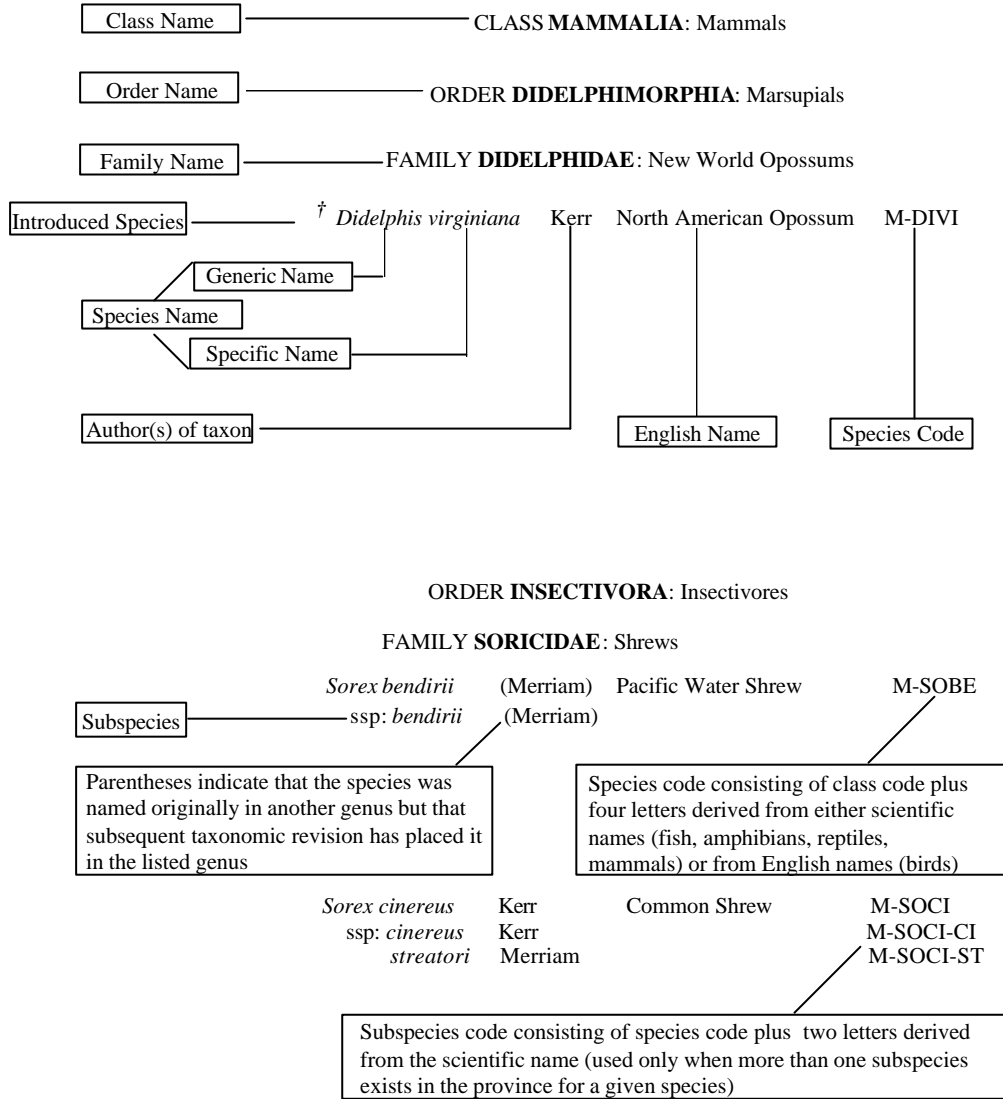 Class Name CLASS MAMMALIA: Mammals
Order Name ORDER DIDELPHIMORPHIA: Marsupials
Family Name FAMILY DIDELPHIDAE: New World Opossums
Introduced Species † Didelphis virginiana Kerr North American Opossum M-DIVI
Generic Name
Species Name
Specific Name
Author(s) of taxon English Name Species Code
ORDER INSECTIVORA: Insectivores
FAMILY SORICIDAE: Shrews
Sorex bendirii (Merriam) Pacific Water Shrew M-SOBE
Subspecies ssp: bendirii (Merriam)
Parentheses indicate that the species was
named originally in another genus but that
subsequent taxonomic revision has placed it
in the listed genus
Species code consisting of class code plus
four letters derived from either scientific
names (fish, amphibians, reptiles,
mammals) or from English names (birds)
Sorex cinereus Kerr Common Shrew M-SOCI
ssp: cinereus Kerr M-SOCI-CI
streatori Merriam M-SOCI-ST
Subspecies code consisting of species code plus two letters derived
from the scientific name (used only when more than one subspecies
exists in the province for a given species)